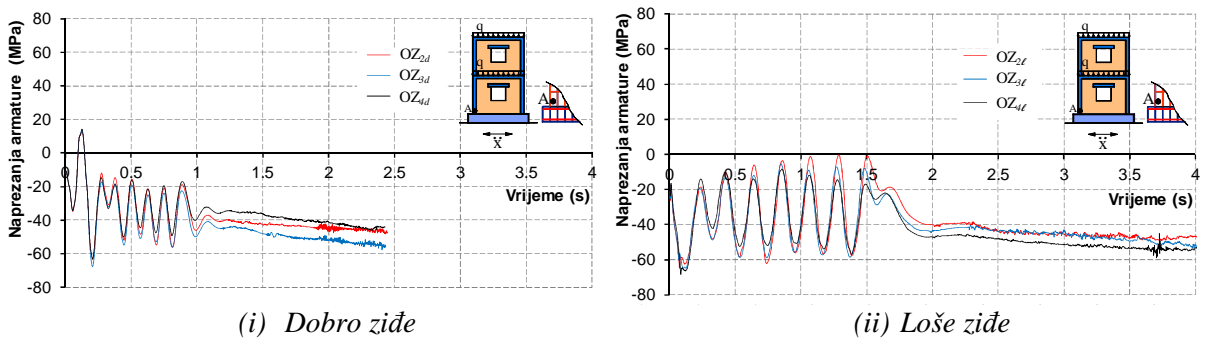 Naprezanja armature (MPa)
80
60
40
20
0
-20
-40
-60
-80
0
0.5
1
1.5
2
2.5
3
3.5
4
Vrijeme (s)
OZ2d
OZ3d
OZ4d
q
q
A
A
ẍ
(i) Dobro ziđe
Naprezanja armature (MPa)
80
60
40
20
0
-20
-40
-60
-80
0
0.5
1
1.5
2
2.5
3
3.5
4
Vrijeme (s)
OZ2ℓ
OZ3ℓ
OZ4ℓ
q
q
A
A
ẍ
(ii) Loše ziđe